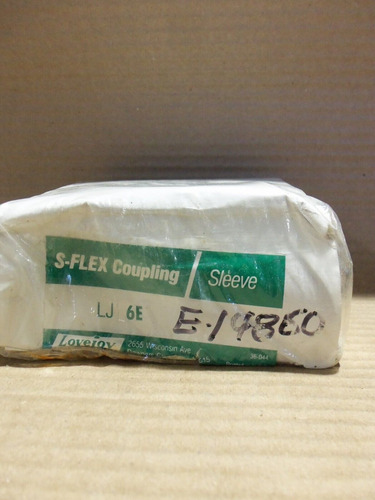 S-FLEX Coupling / Sleeve
LJ 6E
E-14860
Lovejoy 2655 Wisconsin Ave